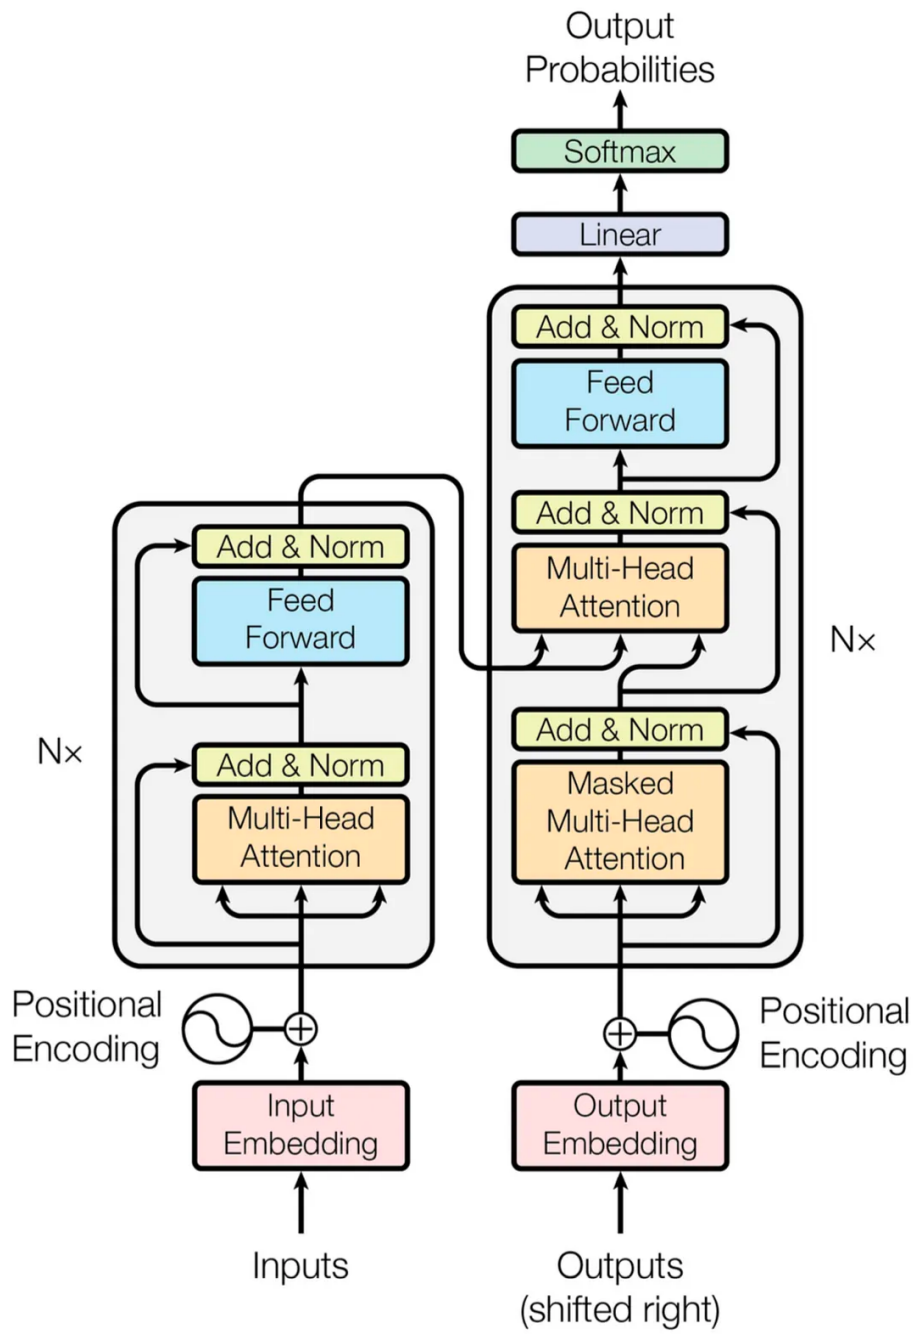 Output
Probabilities
Softmax
Linear
Add & Norm
Feed
Forward
Add & Norm
Multi-Head
Attention
Nx
Add & Norm
Masked
Multi-Head
Attention
Add & Norm
Feed
Forward
Nx
Add & Norm
Multi-Head
Attention
Positional
Encoding
Positional
Encoding
Input
Embedding
Output
Embedding
Inputs
Outputs
(shifted right)